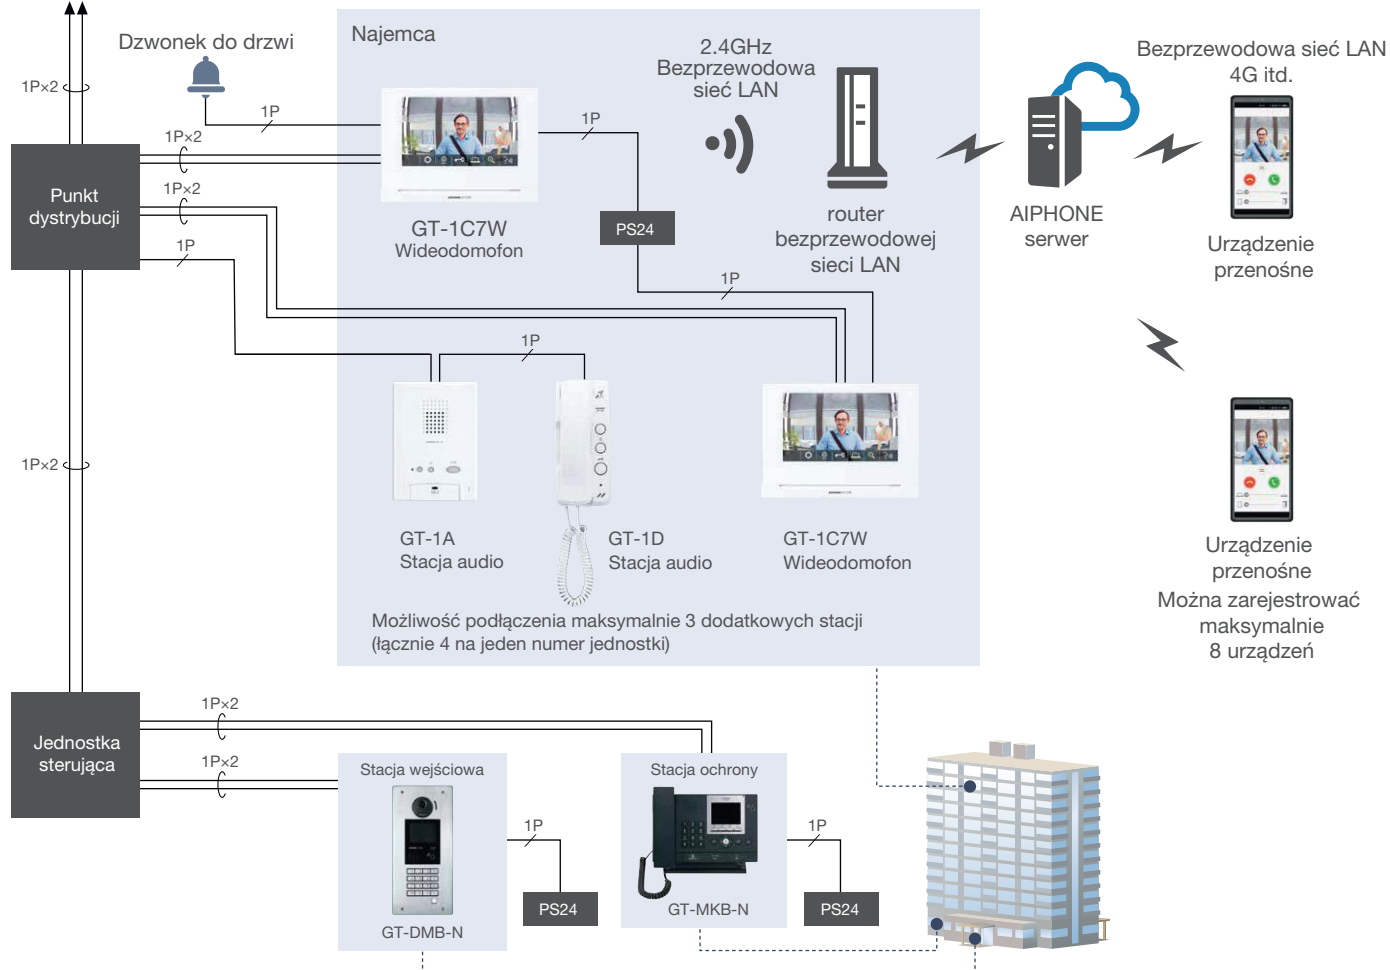 Dzwonek do drzwi
Najemca
2.4GHz
Bezprzewodowa
sieć LAN
Bezprzewodowa sieć LAN
4G itd.
1P×2
1P
1P
1P×2
Punkt
dystrybucji
1P×2
1P
GT-1C7W
Wideodomofon
PS24
router
bezprzewodowej
sieci LAN
AIPHONE
serwer
Urządzenie
przenośne
1P
1P
1P×2
GT-1A
Stacja audio
GT-1D
Stacja audio
GT-1C7W
Wideodomofon
Urządzenie
przenośne
Można zarejestrować
maksymalnie
8 urządzeń
Możliwość podłączenia maksymalnie 3 dodatkowych stacji
(łącznie 4 na jeden numer jednostki)
Jednostka
sterująca
1P×2
1P×2
Stacja wejściowa
GT-DMB-N
1P
PS24
Stacja ochrony
GT-MKB-N
1P
PS24